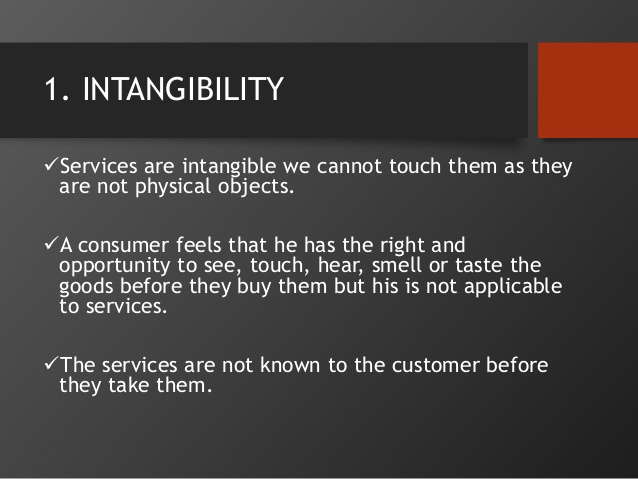 1. INTANGIBILITY
✓Services are intangible we cannot touch them as they
are not physical objects.
✓A consumer feels that he has the right and
opportunity to see, touch, hear, smell or taste the
goods before they buy them but his is not applicable
to services.
✓The services are not known to the customer before
they take them.